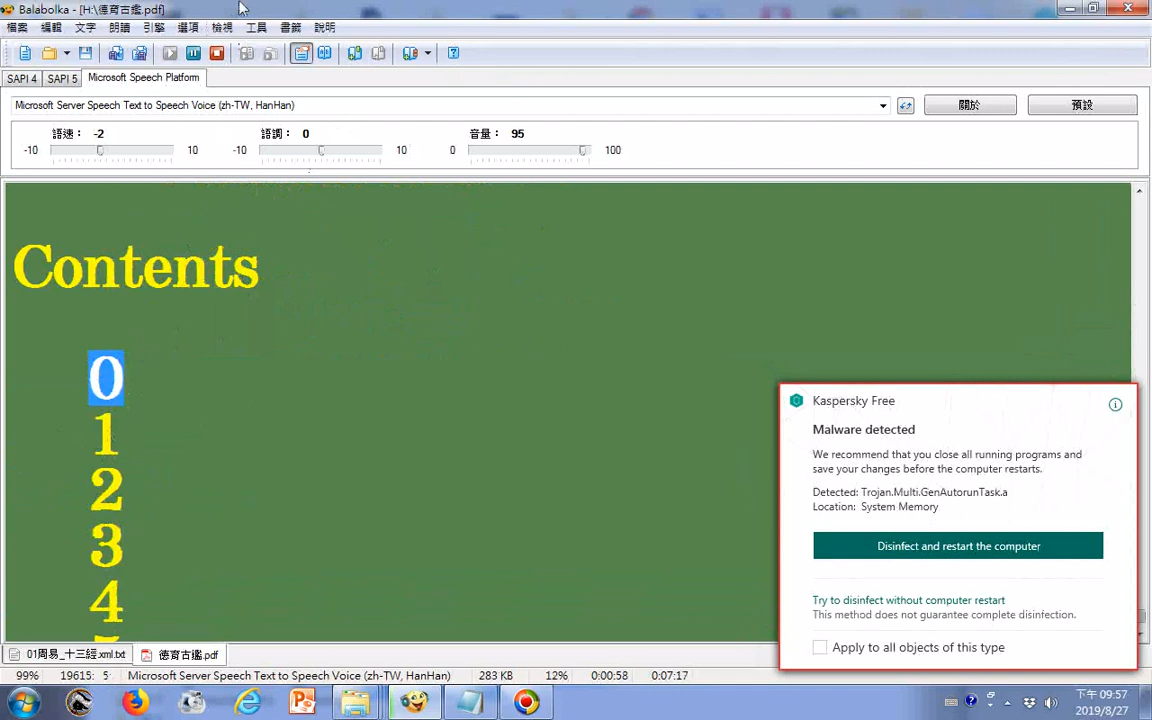 Balabolka - [H:\德育古鑑.pdf]
檔案 編輯 文字 朗讀 引擎 選項 檢視 工具 書籤 說明
SAPI 4 SAPI 5 Microsoft Speech Platform
Microsoft Server Speech Text to Speech Voice (zh-TW, HanHan) 關於 預設
語速： -2 語調： 0 音量： 95
-10 10 -10 10 0 100
Contents
0
1
2
3
4
Kaspersky Free
Malware detected
We recommend that you close all running programs and
save your changes before the computer restarts.
Detected: Trojan.Multi.GenAutorunTask.a
Location: System Memory
Disinfect and restart the computer
Try to disinfect without computer restart
This method does not guarantee complete disinfection.
Apply to all objects of this type
01周易_十三經.xml.txt 德育古鑑.pdf
99% 19615: 5 Microsoft Server Speech Text to Speech Voice (zh-TW, HanHan) 283 KB 12% 0:00:58 0:07:17
下午 09:57
2019/8/27